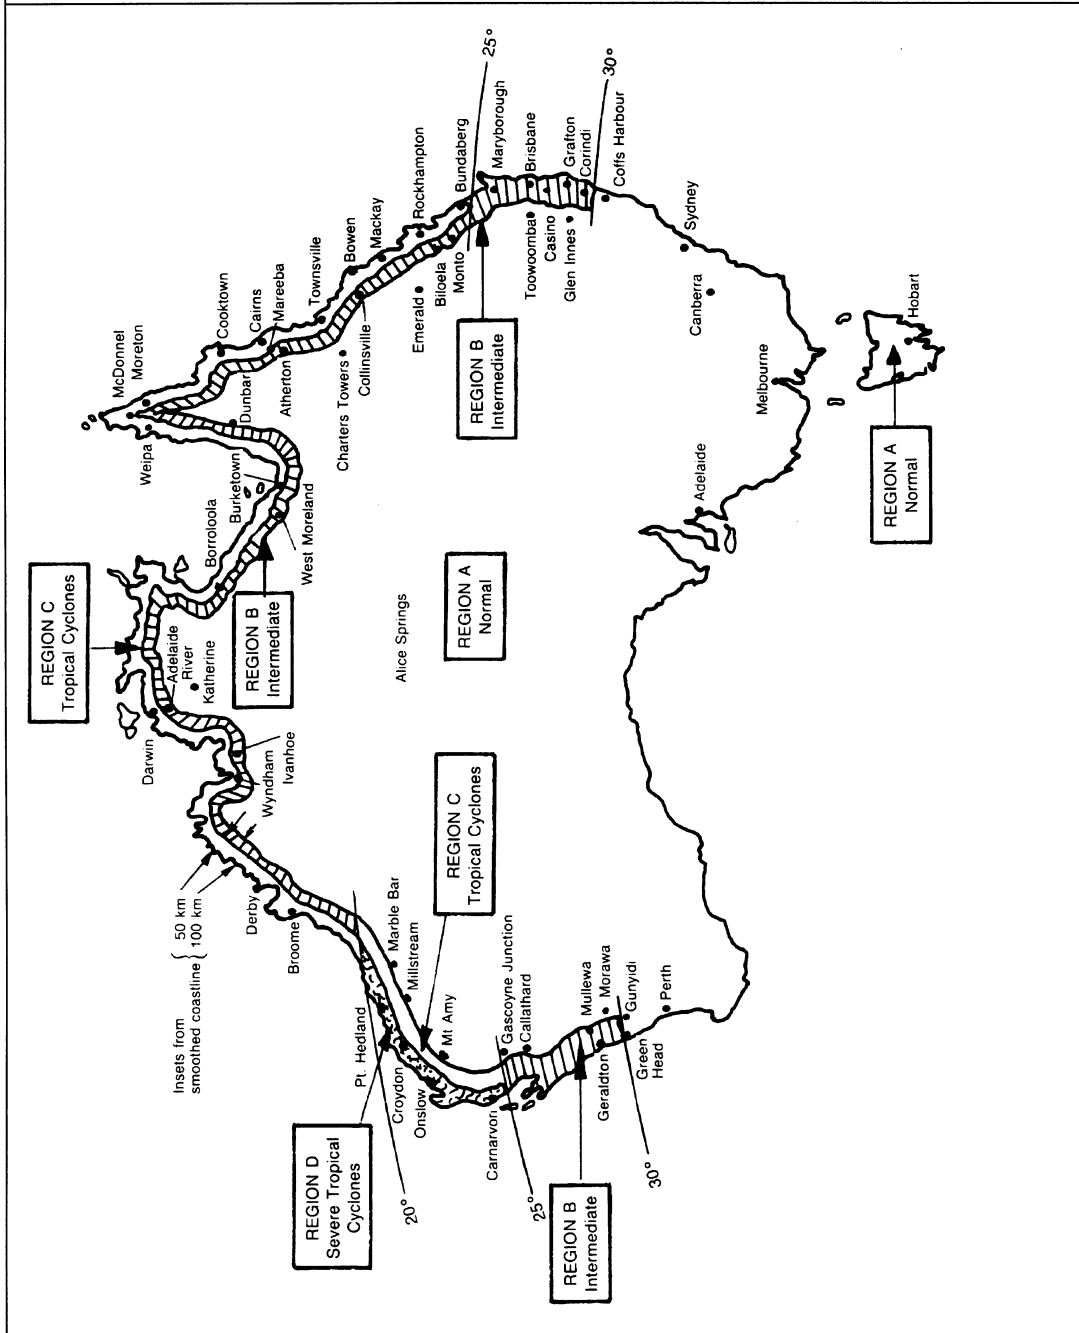 REGION C
Tropical Cyclones
McDonnel
Moreton
Weipa
Cooktown
Cairns
Mareeba
Dunbar
Atherton
Townsville
Charters Towers
Bowen
Collinsville
Mackay
Rockhampton
Emerald
Biloela
Monto
Bundaberg
25°
Maryborough
Brisbane
Toowoomba
Casino
Grafton
Glen Innes
Corindi
30°
Coffs Harbour
Sydney
Canberra
Melbourne
Hobart
REGION A
Normal
Adelaide
REGION B
Intermediate
Burketown
West Moreland
Borroloola
REGION B
Intermediate
Adelaide
River
Katherine
Darwin
Ivanhoe
Wyndham
Alice Springs
REGION A
Normal
REGION C
Tropical Cyclones
Insets from
smoothed coastline { 50 km
100 km
Derby
Broome
Marble Bar
Millstream
Mt Amy
Pt. Hedland
Croydon
Onslow
REGION D
Severe Tropical
Cyclones
20°
Carnarvon
Gascoyne Junction
Callathard
25°
Mullewa
Morawa
Gunyidi
Geraldton
Green
Head
Perth
30°
REGION B
Intermediate